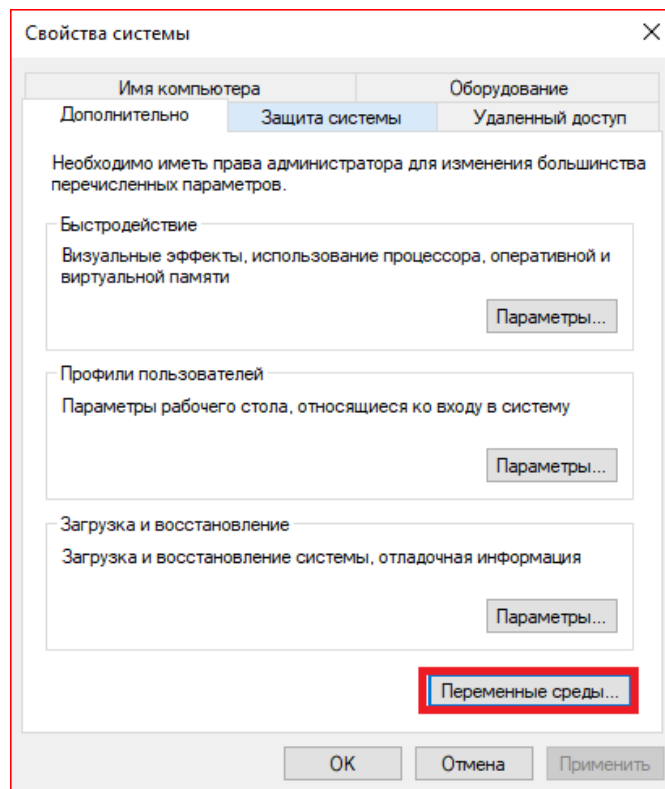 Свойства системы
Имя компьютера
Оборудование
Дополнительно
Защита системы
Удаленный доступ
Необходимо иметь права администратора для изменения большинства
перечисленных параметров.
Быстродействие
Визуальные эффекты, использование процессора, оперативной и
виртуальной памяти
Параметры...
Профили пользователей
Параметры рабочего стола, относящиеся ко входу в систему
Параметры...
Загрузка и восстановление
Загрузка и восстановление системы, отладочная информация
Параметры...
Переменные среды...
OK
Отмена
Применить